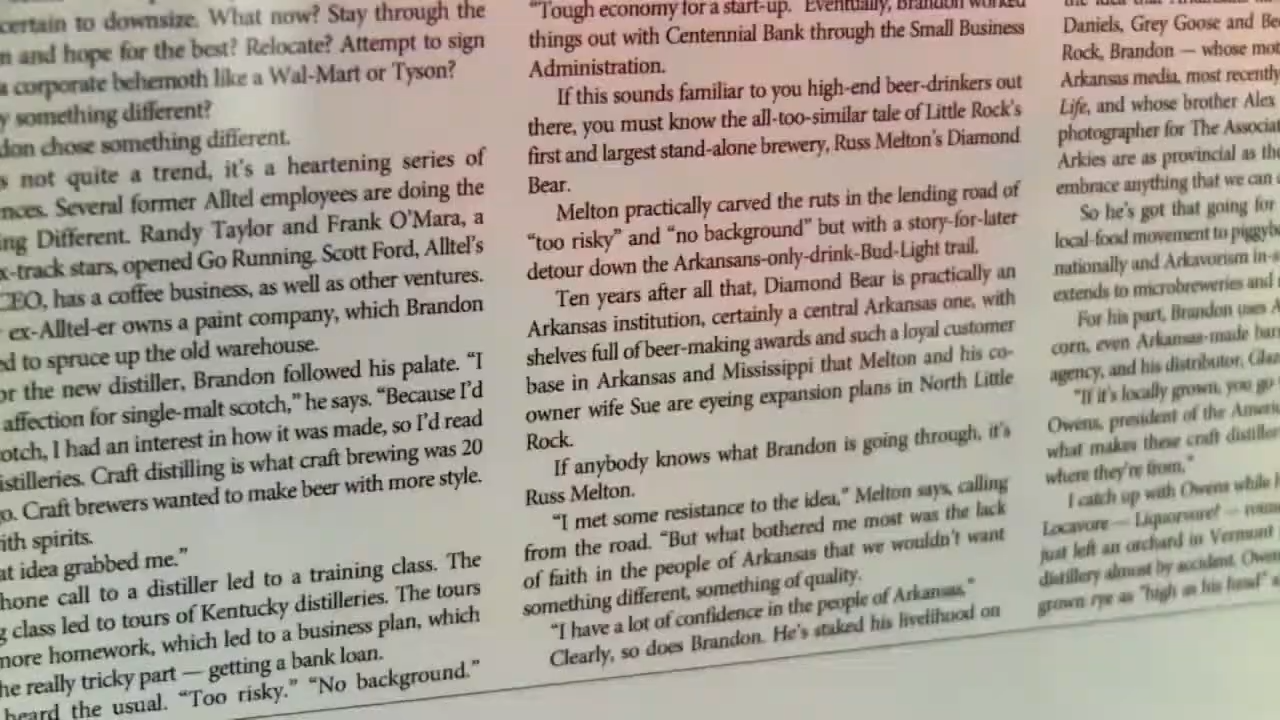 certain to downsize. What now? Stay through the
and hope for the best? Relocate? Attempt to sign
a corporate behemoth like a Wal-Mart or Tyson?
something different?
chose something different.
not quite a trend, it's a heartening series of
Several former Alltel employees are doing the
Different. Randy Taylor and Frank O'Mara, a
stars, opened Go Running. Scott Ford, Alltel's
CEO, has a coffee business, as well as other ventures.
ex-Alltel-er owns a paint company, which Brandon
to spruce up the old warehouse.
the new distiller, Brandon followed his palate. “I
affection for single-malt scotch,” he says. “Because I'd
I had an interest in how it was made, so I'd read
Craft distilling is what craft brewing was 20
Craft brewers wanted to make beer with more style.
spirits.
idea grabbed me.”
call to a distiller led to a training class. The
class led to tours of Kentucky distilleries. The tours
more homework, which led to a business plan, which
really tricky part — getting a bank loan.
heard the usual. “Too risky.” “No background.”
“Tough economy for a start-up. Eventually, Brandon worked
things out with Centennial Bank through the Small Business
Administration.
If this sounds familiar to you high-end beer-drinkers out
there, you must know the all-too-similar tale of Little Rock's
first and largest stand-alone brewery, Russ Melton's Diamond
Bear.
Melton practically carved the ruts in the lending road of
“too risky” and “no background” but with a story-for-later
detour down the Arkansans-only-drink-Bud-Light trail.
Ten years after all that, Diamond Bear is practically an
Arkansas institution, certainly a central Arkansas one, with
shelves full of beer-making awards and such a loyal customer
base in Arkansas and Mississippi that Melton and his co-
owner wife Sue are eyeing expansion plans in North Little
Rock.
If anybody knows what Brandon is going through, it's
Russ Melton.
“I met some resistance to the idea,” Melton says, calling
from the road. “But what bothered me most was the lack
of faith in the people of Arkansas that we wouldn't want
something different, something of quality.
“I have a lot of confidence in the people of Arkansas.”
Clearly, so does Brandon. He's staked his livelihood on
Daniels, Grey Goose and
Rock, Brandon — whose
Arkansas media, most recently
Life, and whose brother Alex
photographer for The
Arkies are as provincial as
embrace anything that we can
So he's got that going for
local-food movement to
nationally and Arkavorism
extends to microbreweries and
For his part, Brandon uses
corn, even Arkansas-made
agency, and his distributor,
“If it's locally grown, you go
Owens, president of the
what makes these craft
where they're from.”
I catch up with Owens while
Locavore — Liquorvore! —
just left an orchard in Vermont
distillery almost by accident.
grown rye as “high as his head”